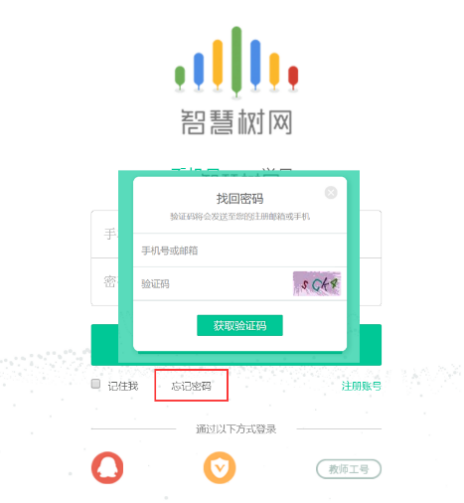 智慧树网
找回密码
验证码将会发送至您的注册邮箱或手机
手
手机号或邮箱
密
验证码
获取验证码
记住我
忘记密码
注册账号
通过以下方式登录
教师工号